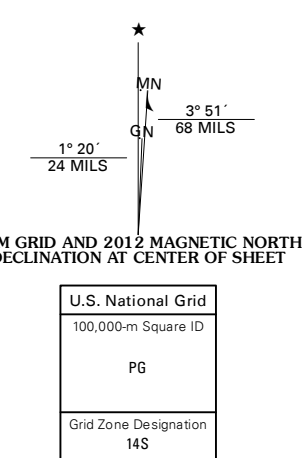 ★
MN
3° 51´
68 MILS
GN
1° 20´
24 MILS
M GRID AND 2012 MAGNETIC NORTH
DECLINATION AT CENTER OF SHEET
U.S. National Grid
100,000-m Square ID
PG
Grid Zone Designation
14S